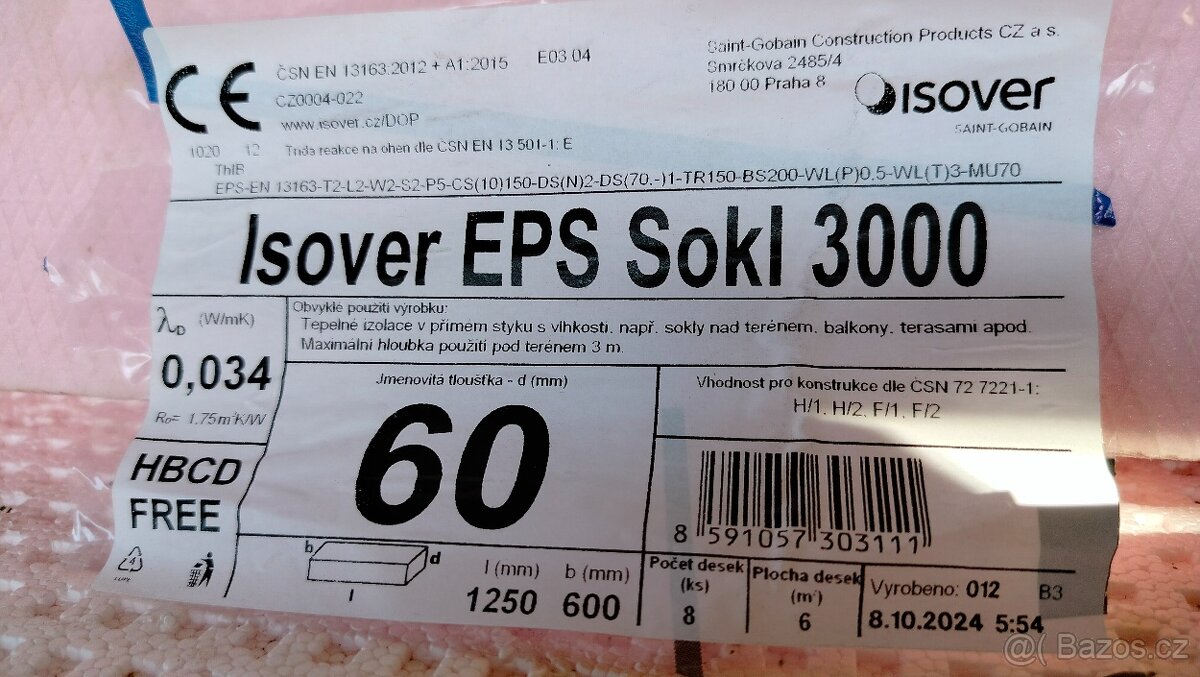 CE
ČSN EN 13163:2012 + A1:2015 E03 04
CZ0004-022
www.isover.cz/DOP
1020 12 Třída reakce na oheň dle ČSN EN 13 501-1: E
ThIB
EPS-EN 13163-T2-L2-W2-S2-P5-CS(10)150-DS(N)2-DS(70,-)1-TR150-BS200-WL(P)0.5-WL(T)3-MU70
Saint-Gobain Construction Products CZ a s.
Smrčkova 2485/4
180 00 Praha 8
isover
SAINT-GOBAIN
Isover EPS Sokl 3000
λD (W/mK)
0,034
RD= 1.75m²K/W
HBCD
FREE
Obvyklé použití výrobku:
Tepelné izolace v přímém styku s vlhkostí, např. sokly nad terénem, balkony, terasami apod.
Maximální hloubka použití pod terénem 3 m.
Jmenovitá tloušťka - d (mm)
60
Vhodnost pro konstrukce dle ČSN 72 7221-1:
H/1, H/2, F/1, F/2
8 591057 303111
4
b d l
l (mm) b (mm)
1250 600
Počet desek
(ks)
8
Plocha desek
(m²)
6
Vyrobeno: 012 B3
8.10.2024 5:54
@( Bazos.cz